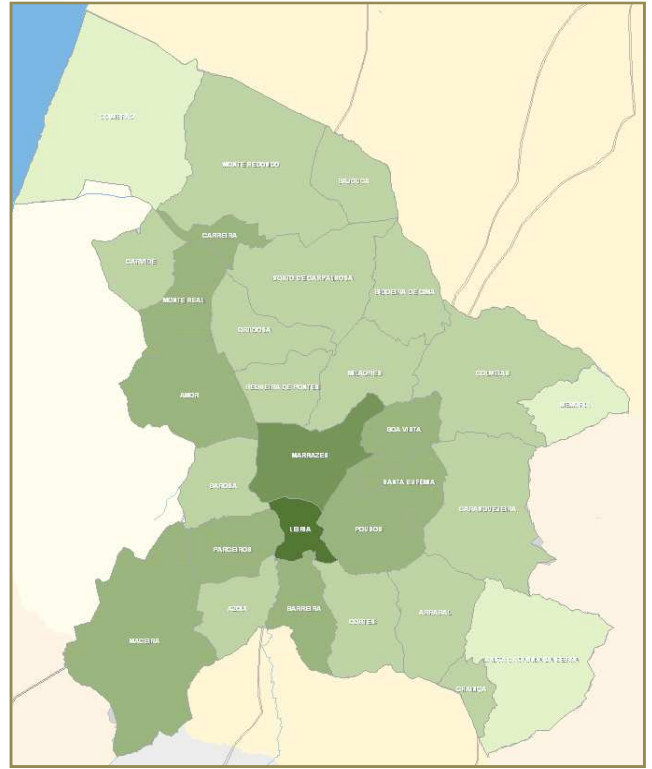 COIMBRÃO
MONTE REDONDO
BAJOUCA
CARREIRA
CARVIDE
SOUTO DA CARPALHOSA
BIDOEIRA DE CIMA
MONTE REAL
ORTIGOSA
REGUEIRA DE PONTES
MILAGRES
COLMEIAS
AMOR
MEMÓRIA
BOA VISTA
MARRAZES
SANTA EUFÉMIA
BAROSA
CARANGUEJEIRA
LEIRIA
POUSOS
PARCEIROS
AZOIA
BARREIRA
CORTES
ARRABAL
MACEIRA
SANTA CATARINA DA SERRA
CHAINÇA